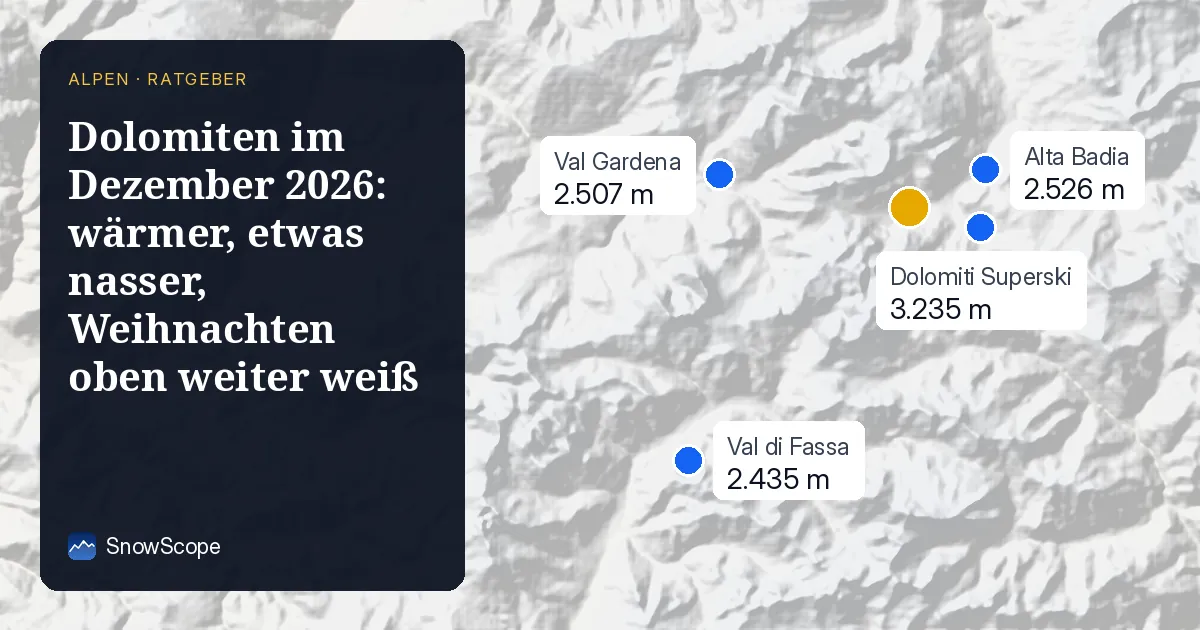 ALPEN · RATGEBER
Dolomiten im
Dezember 2026:
wärmer, etwas
nasser,
Weihnachten
oben weiter weiß
SnowScope
Val Gardena
2.507 m
Alta Badia
2.526 m
Dolomiti Superski
3.235 m
Val di Fassa
2.435 m